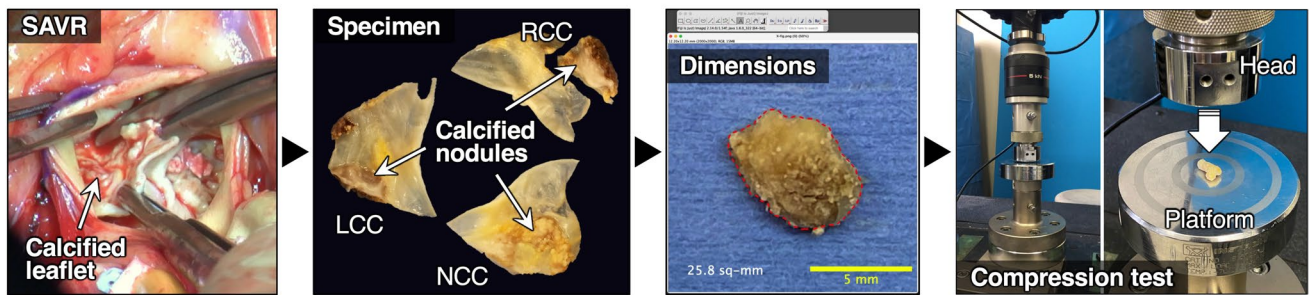 SAVR
Calcified
leaflet
Specimen
RCC
Calcified
nodules
LCC
NCC
Dimensions
25.8 sq-mm
5 mm
Head
Platform
Compression test